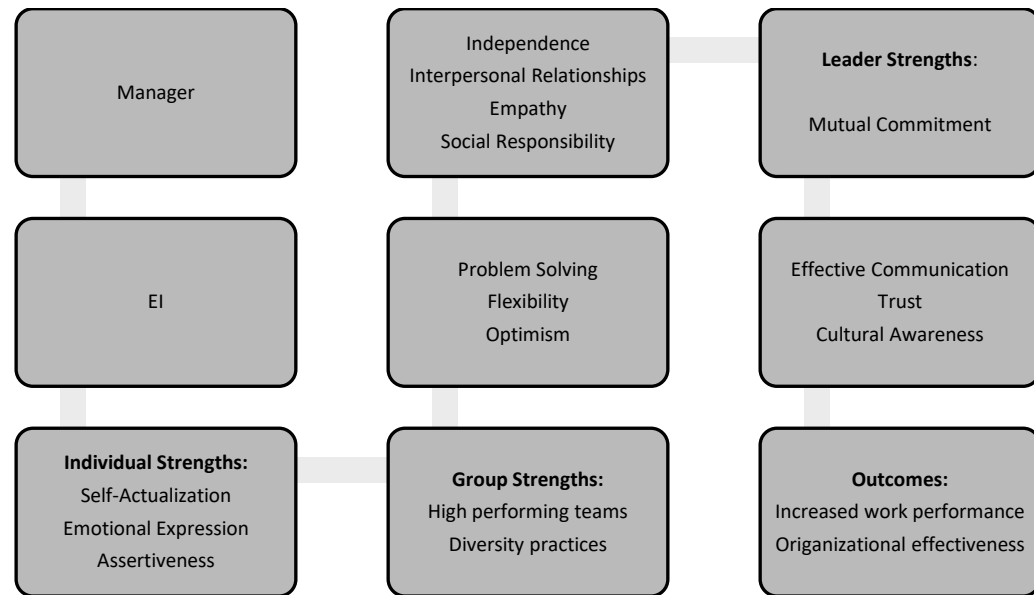 Manager
EI
Individual Strengths:
Self-Actualization
Emotional Expression
Assertiveness
Group Strengths:
High performing teams
Diversity practices
Problem Solving
Flexibility
Optimism
Independence
Interpersonal Relationships
Empathy
Social Responsibility
Leader Strengths:
Mutual Commitment
Effective Communication
Trust
Cultural Awareness
Outcomes:
Increased work performance
Origanizational effectiveness